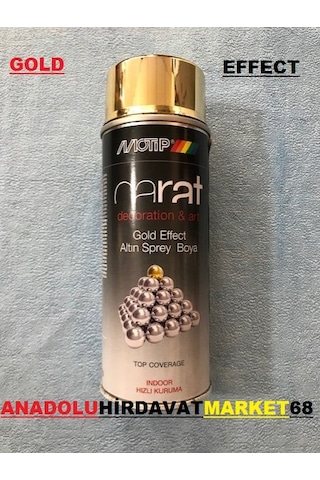 GOLD EFFECT
MOTIP
carat
decoration & art
Gold Effect
Altın Sprey Boya
TOP COVERAGE
INDOOR
HIZLI KURUMA
ANADOLUHIRDAVATMARKET68